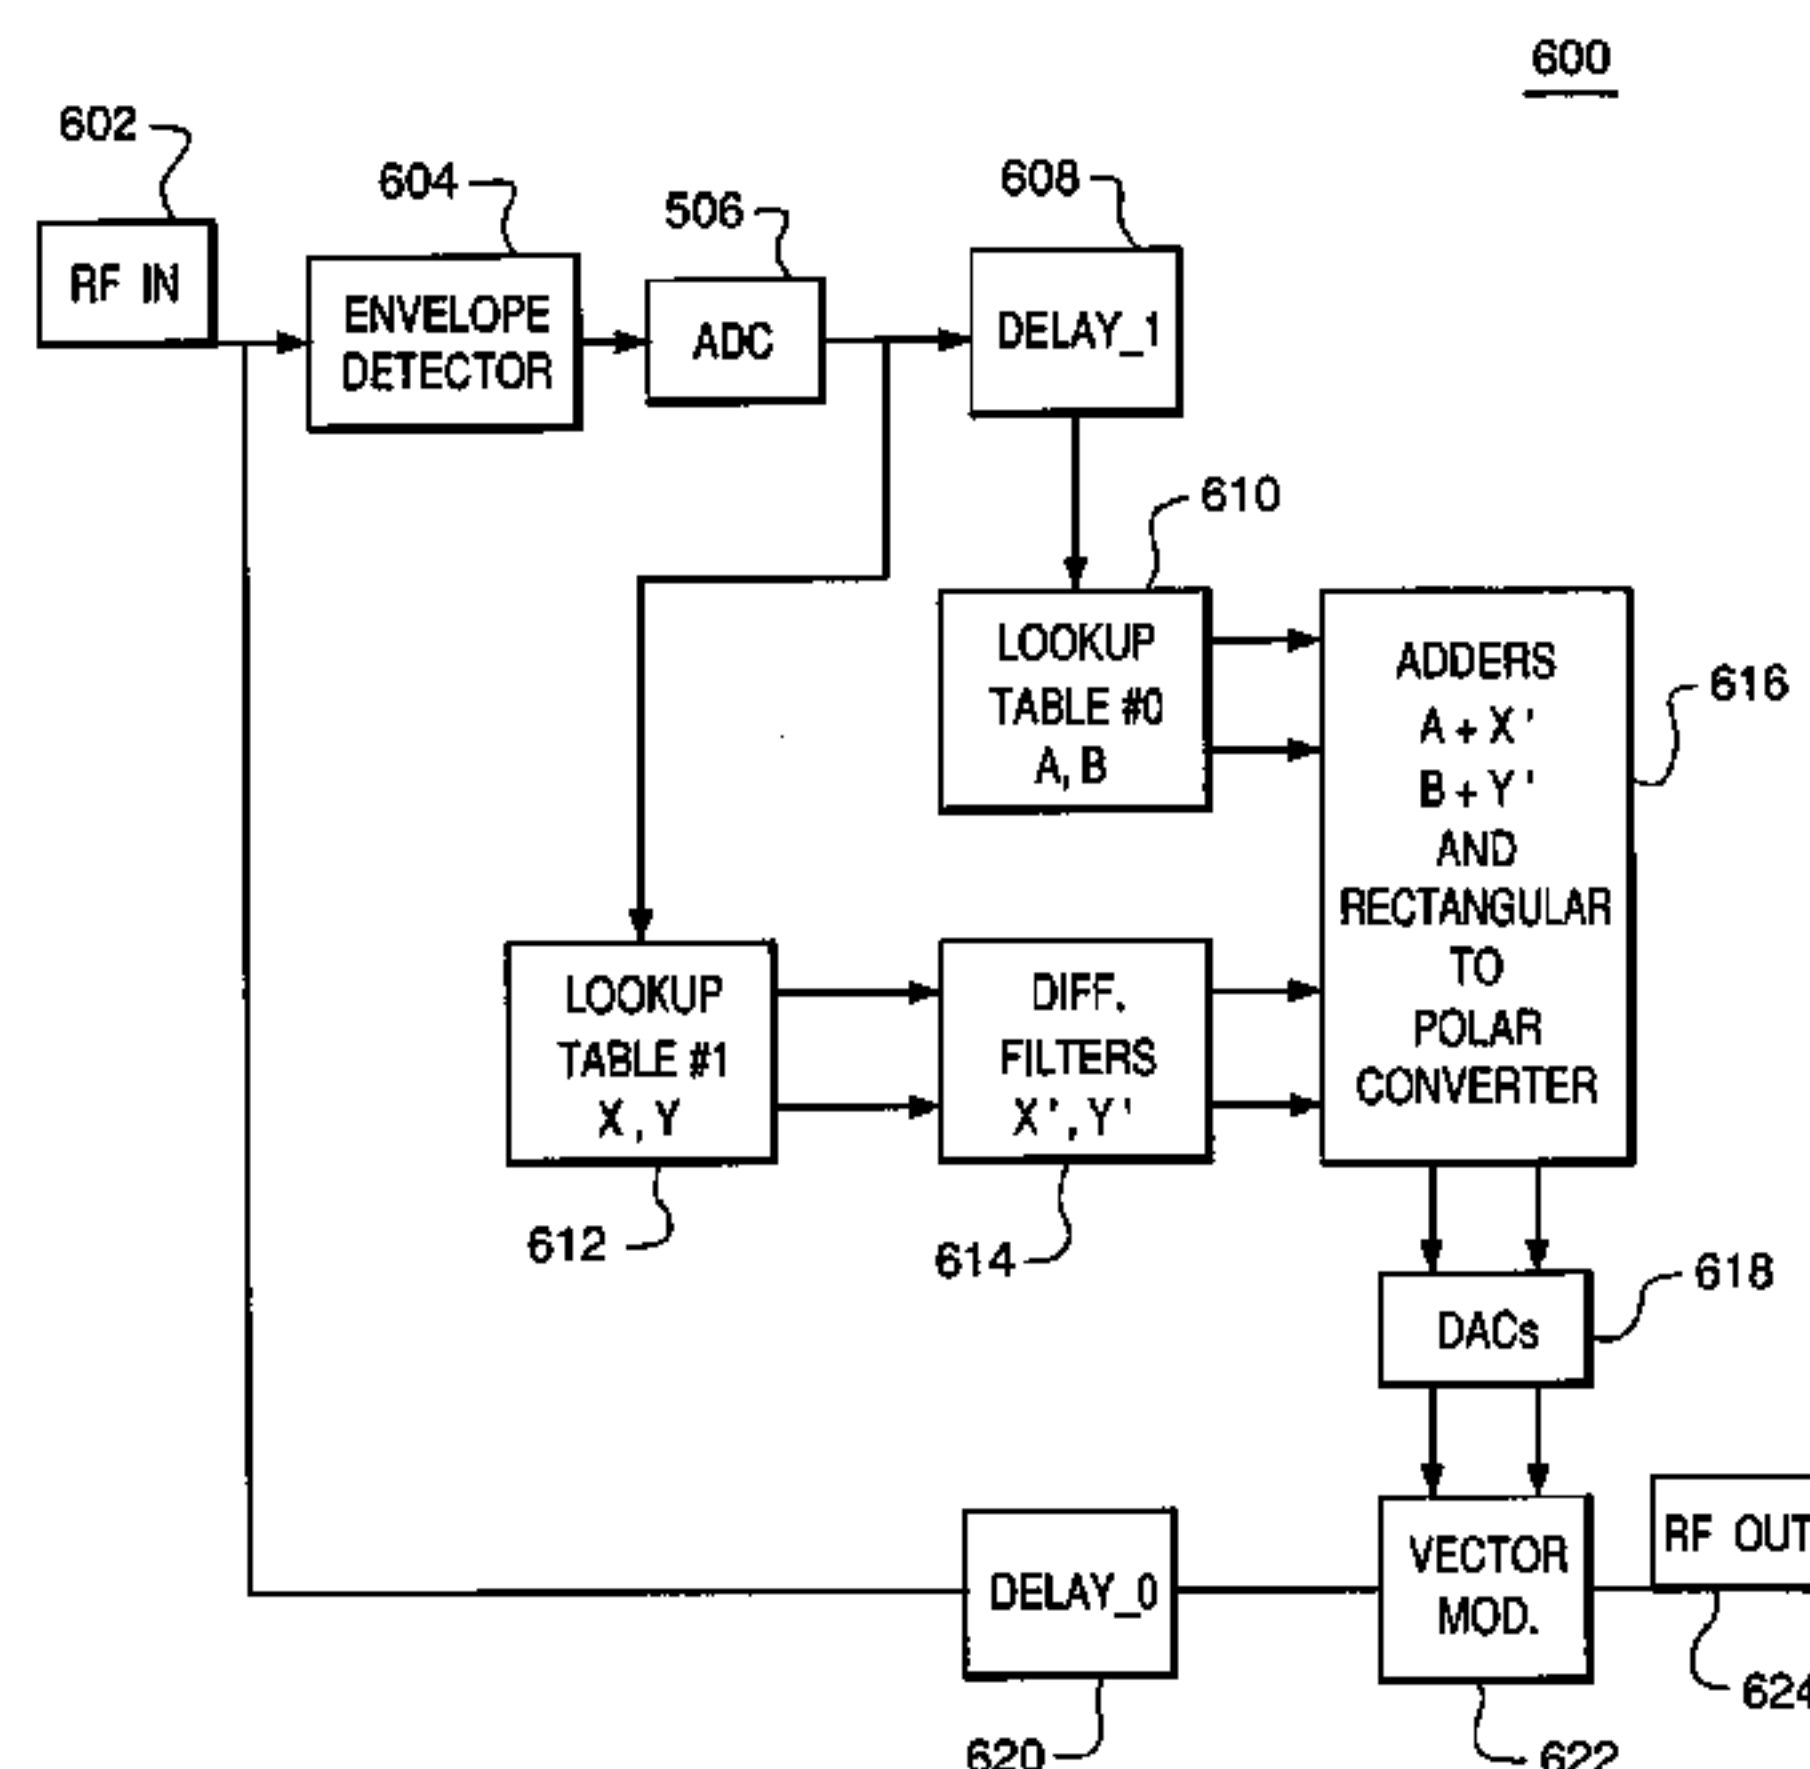 600
602
604
506
608
RF IN
ENVELOPE
DETECTOR
ADC
DELAY_1
610
LOOKUP
TABLE #0
A, B
ADDERS
A + X'
B + Y'
AND
RECTANGULAR
TO
POLAR
CONVERTER
616
LOOKUP
TABLE #1
X, Y
DIFF.
FILTERS
X', Y'
612
614
618
DACs
DELAY_0
VECTOR
MOD.
RF OUT
624
620
622